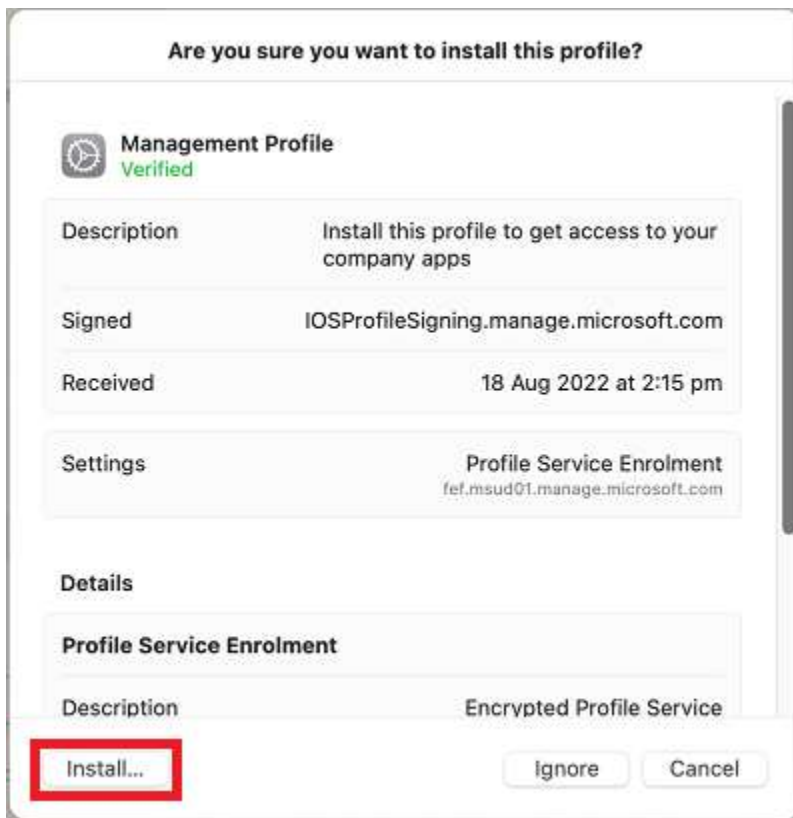 Are you sure you want to install this profile?
Management Profile
Verified
Description Install this profile to get access to your
company apps
Signed IOSProfileSigning.manage.microsoft.com
Received 18 Aug 2022 at 2:15 pm
Settings Profile Service Enrolment
fef.msud01.manage.microsoft.com
Details
Profile Service Enrolment
Description Encrypted Profile Service
Install... Ignore Cancel